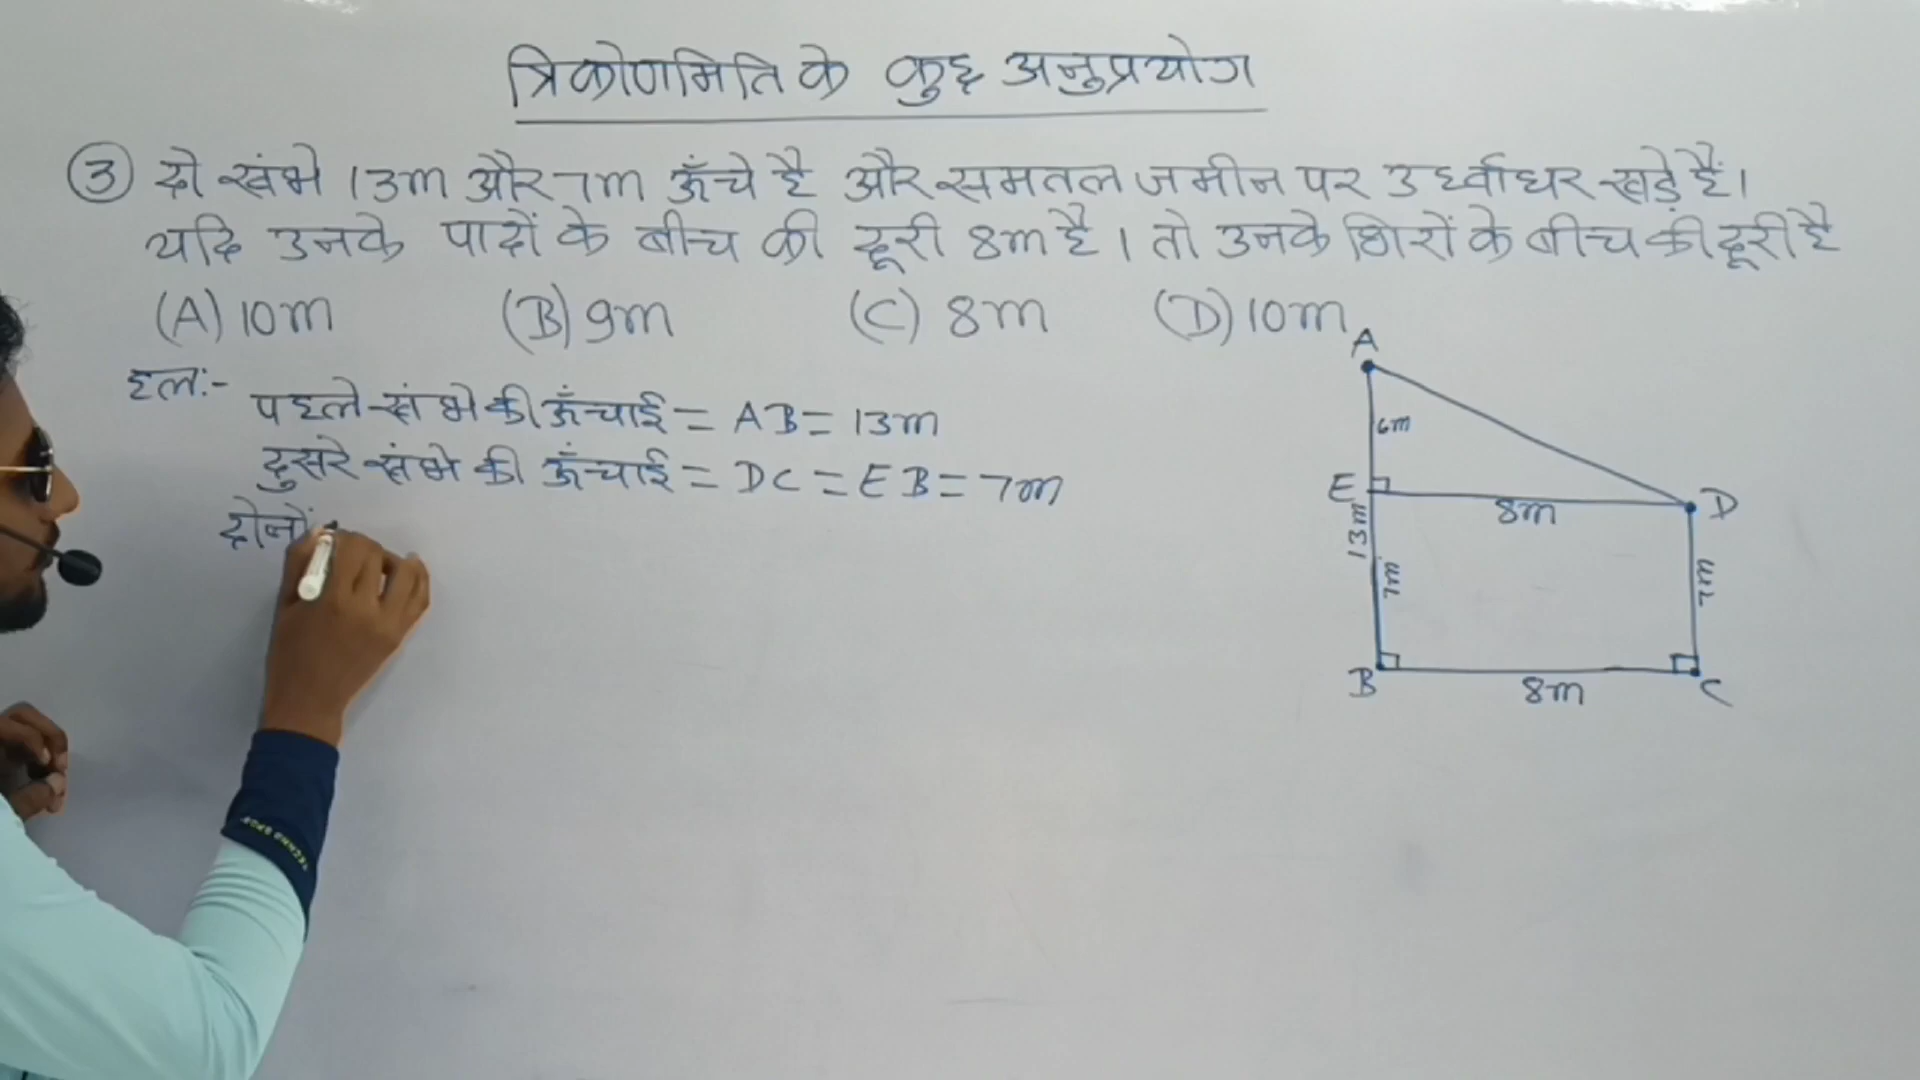 त्रिकोणमिति के कुछ अनुप्रयोग
③ दो खंभे 13m और 7m ऊँचे है और समतल जमीन पर उर्ध्वाधर खड़े हैं।
यदि उनके पादों के बीच की दूरी 8m है। तो उनके शिरों के बीच की दूरी है
(A) 10m (B) 9m (C) 8m (D) 10m
हल:-
पहले खंभे की ऊँचाई = AB = 13m
दुसरे खंभे की ऊँचाई = DC = EB = 7m
दोनों
A
6m
E
8m
D
13m
7m
7m
B
8m
C